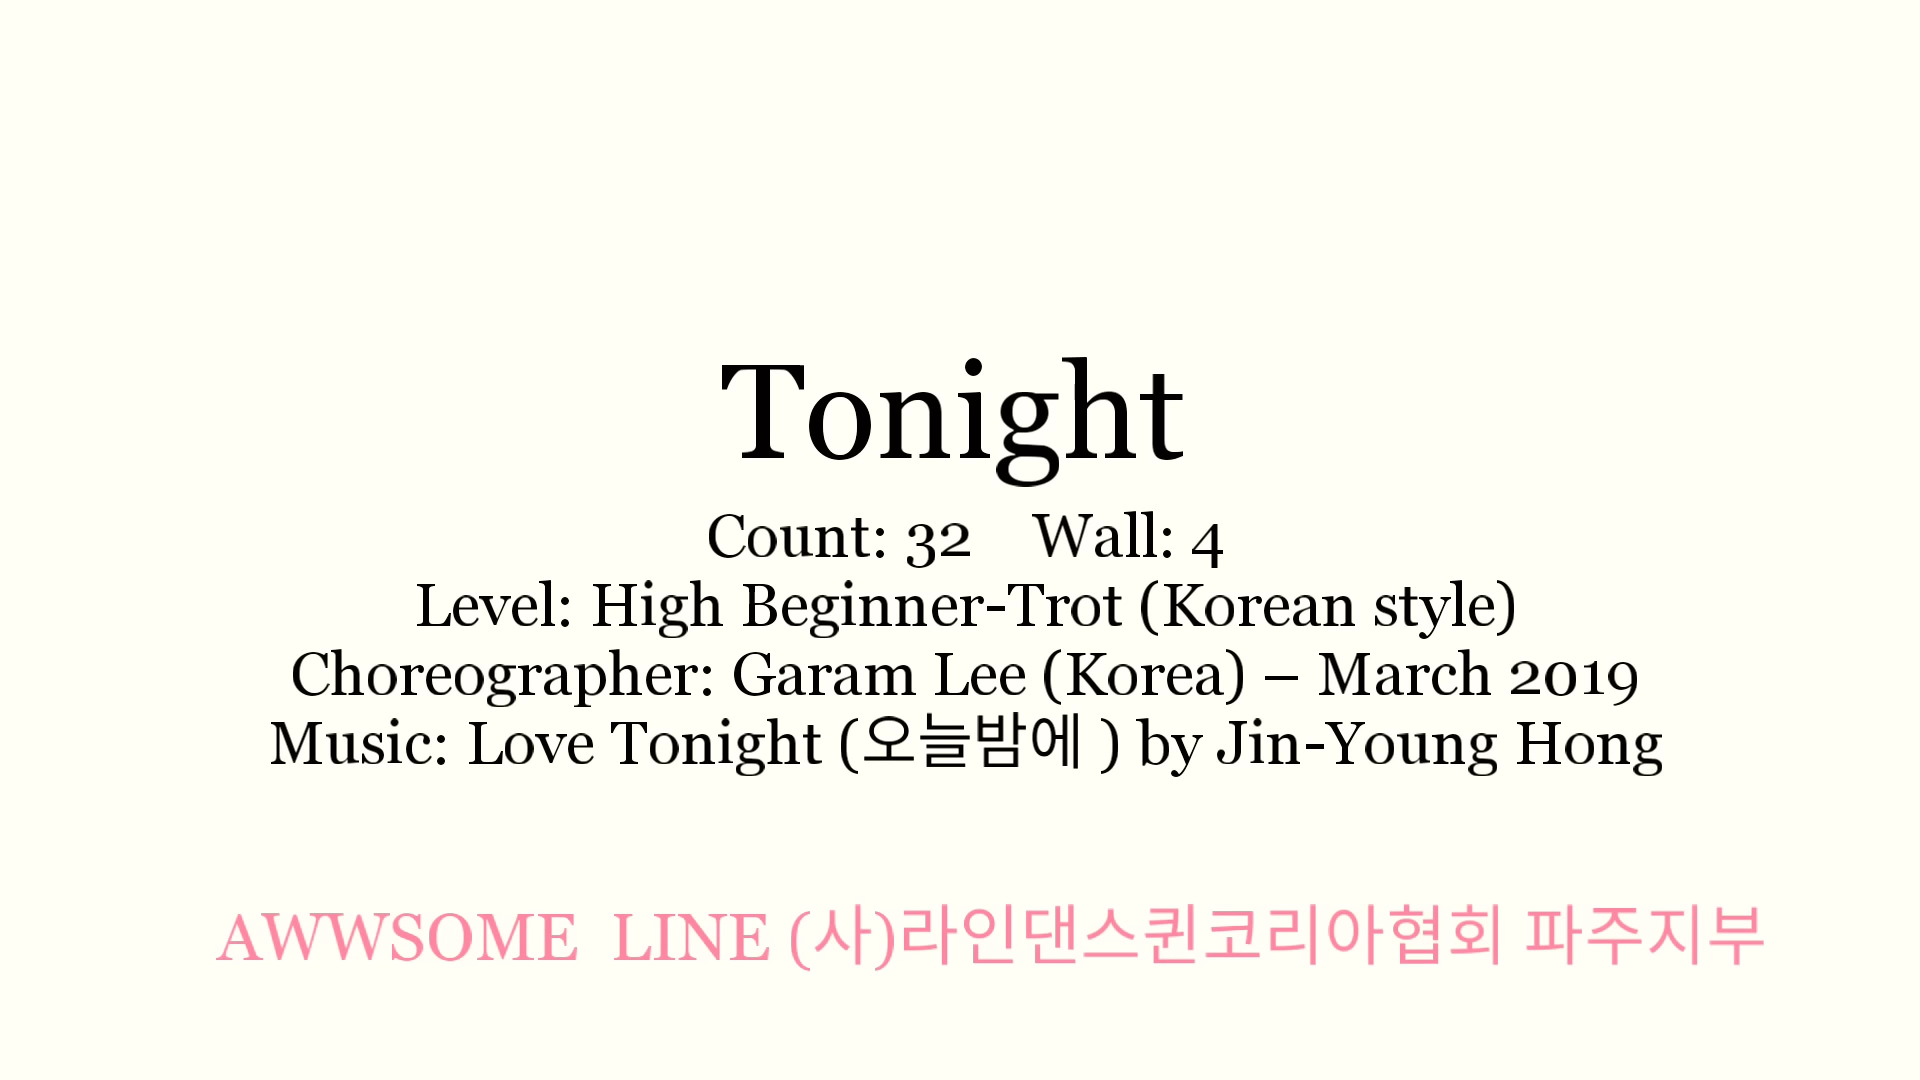 Tonight
Count: 32    Wall: 4
Level: High Beginner-Trot (Korean style)
Choreographer: Garam Lee (Korea) – March 2019
Music: Love Tonight (오늘밤에 ) by Jin-Young Hong
AWWSOME  LINE (사)라인댄스퀸코리아협회 파주지부